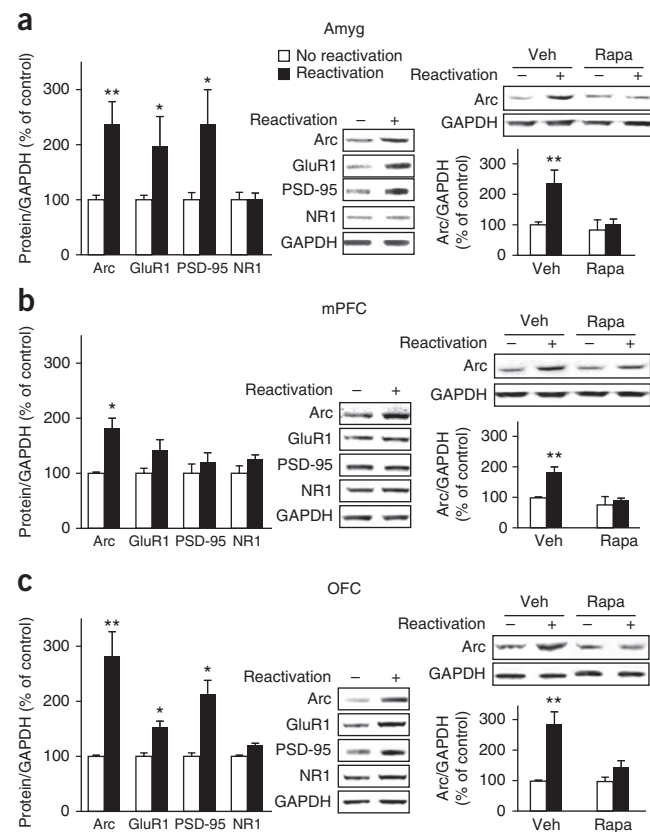 a
Amyg
No reactivation
Reactivation
Protein/GAPDH (% of control)
300
200
100
0
** * *
Arc GluR1 PSD-95 NR1
Reactivation − +
Arc
GluR1
PSD-95
NR1
GAPDH
Veh Rapa
Reactivation − + − +
Arc
GAPDH
Arc/GAPDH
(% of control)
300
200
100
0
**
Veh Rapa
b
mPFC
Protein/GAPDH (% of control)
300
200
100
0
*
Arc GluR1 PSD-95 NR1
Reactivation − +
Arc
GluR1
PSD-95
NR1
GAPDH
Veh Rapa
Reactivation − + − +
Arc
GAPDH
Arc/GAPDH
(% of control)
300
200
100
0
**
Veh Rapa
c
OFC
Protein/GAPDH (% of control)
300
200
100
0
** * *
Arc GluR1 PSD-95 NR1
Reactivation − +
Arc
GluR1
PSD-95
NR1
GAPDH
Veh Rapa
Reactivation − + − +
Arc
GAPDH
Arc/GAPDH
(% of control)
300
200
100
0
**
Veh Rapa